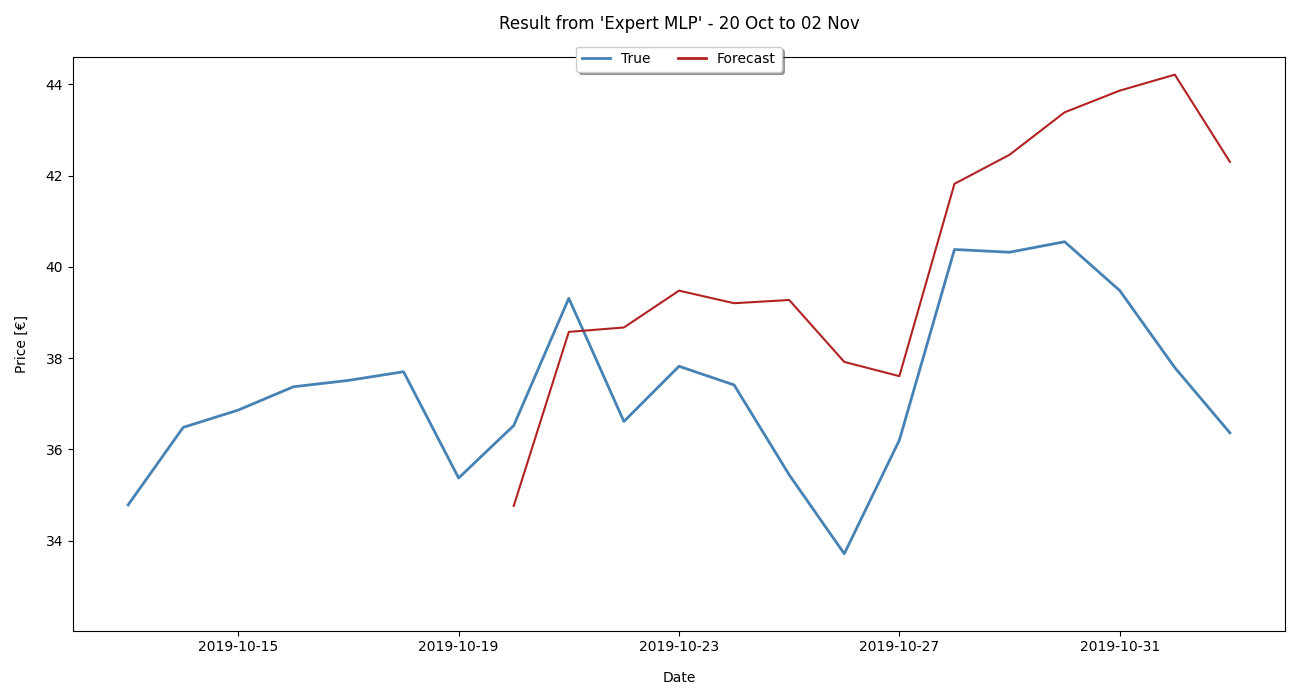 Result from 'Expert MLP' - 20 Oct to 02 Nov
True Forecast
44
42
40
38
36
34
Price [€]
2019-10-15 2019-10-19 2019-10-23 2019-10-27 2019-10-31
Date